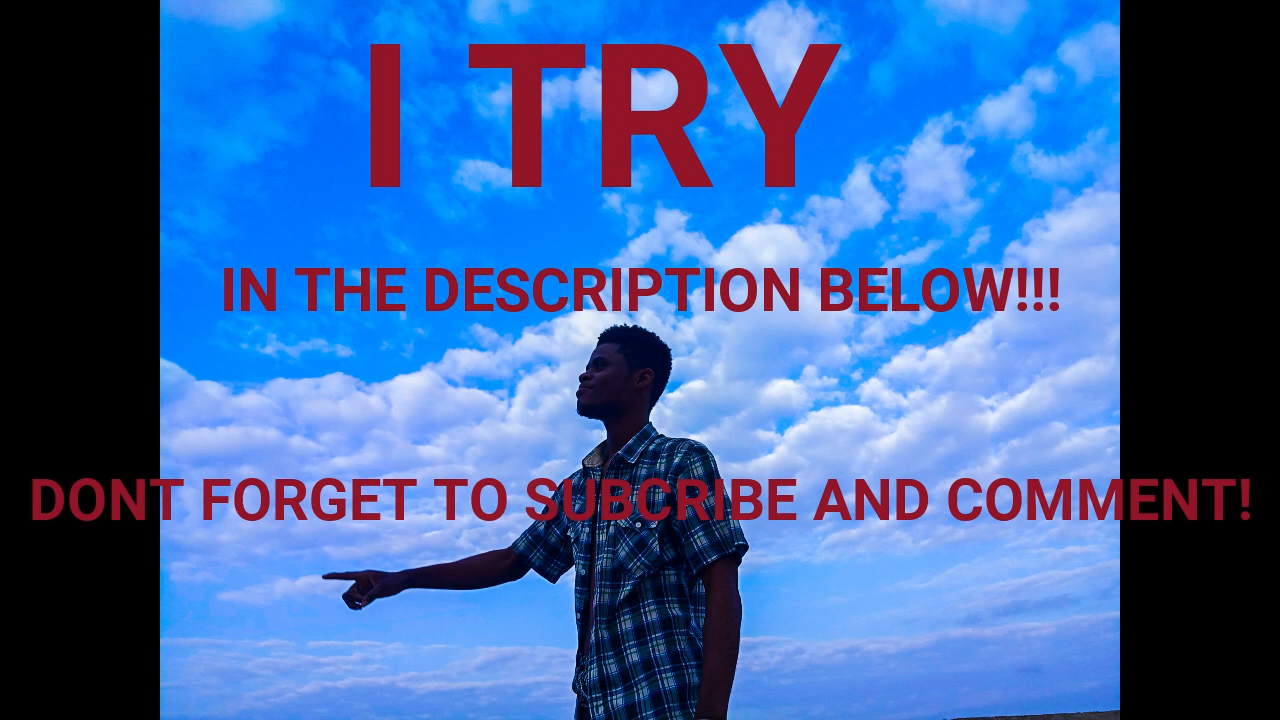 I TRY
IN THE DESCRIPTION BELOW!!!
DONT FORGET TO SUBCRIBE AND COMMENT!